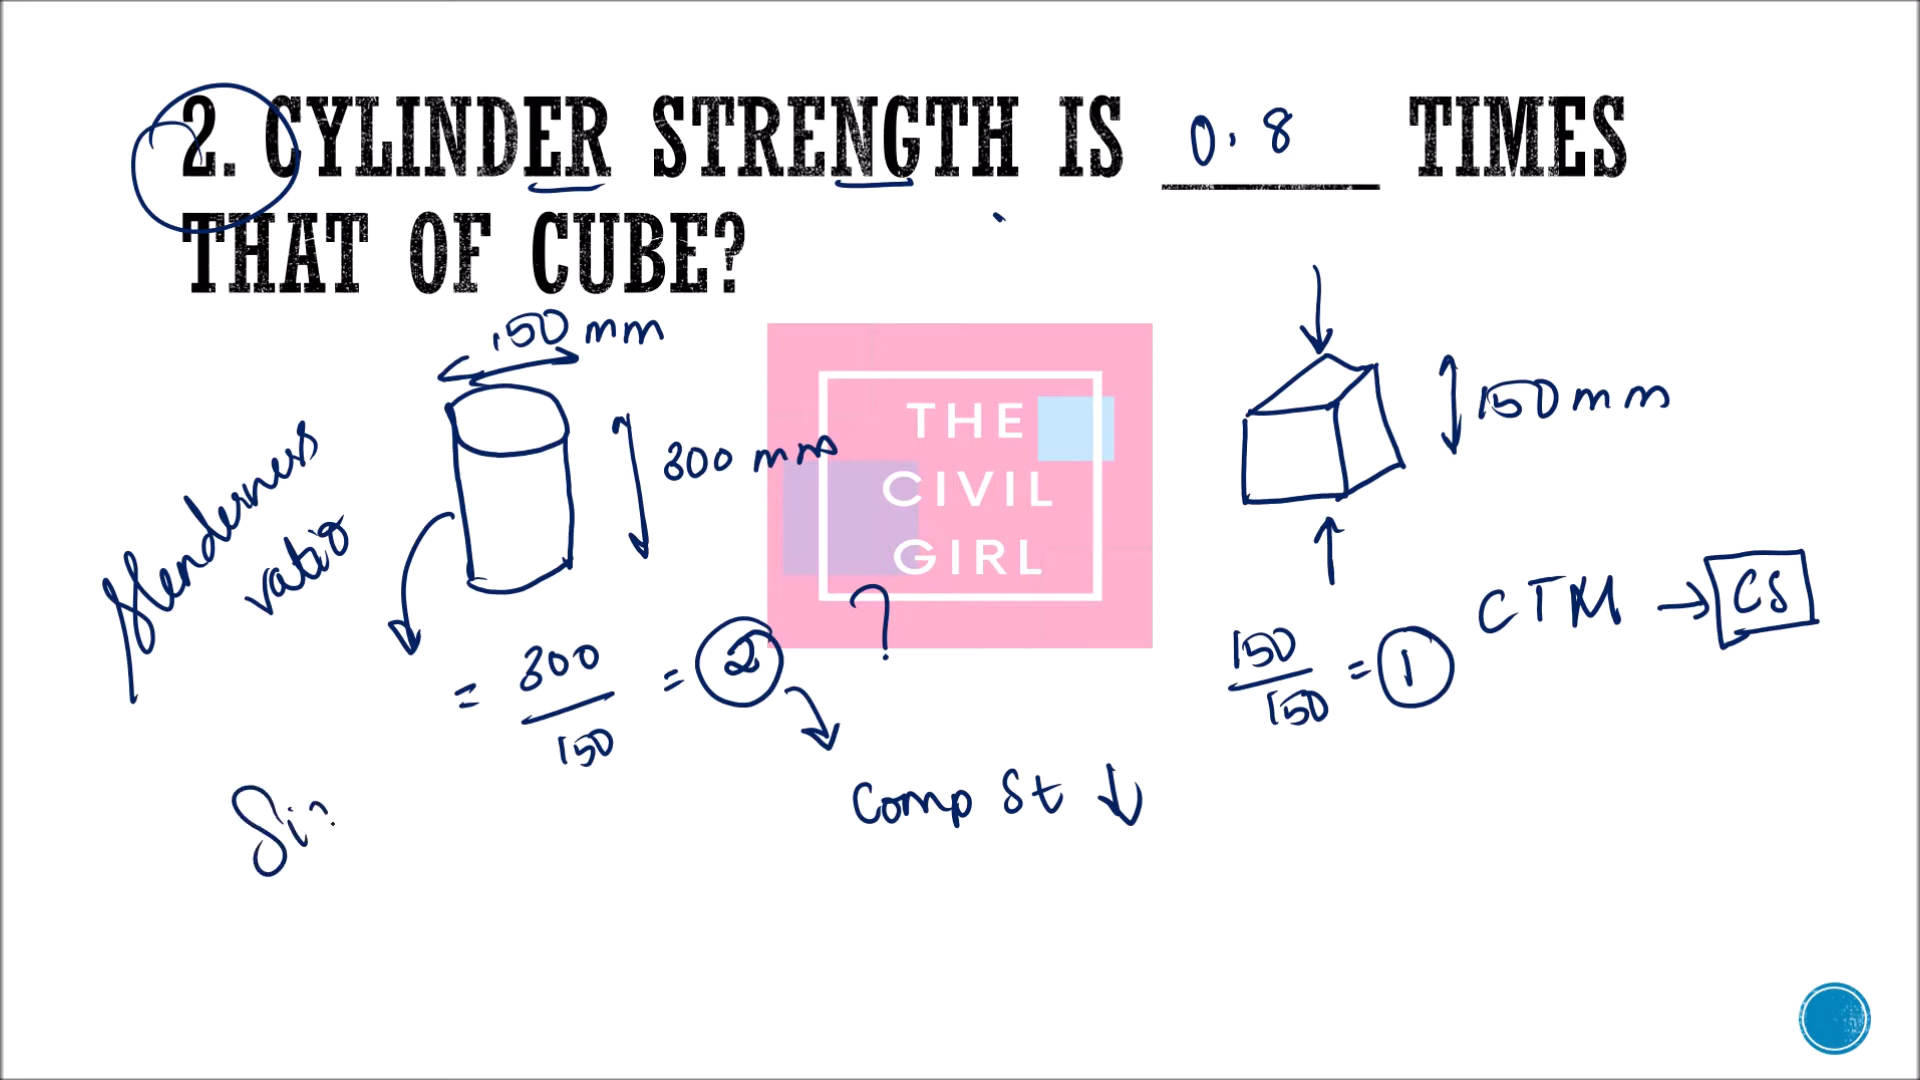 2. CYLINDER STRENGTH IS 0.8 TIMES
THAT OF CUBE?
150 mm
300 mm
150 mm
THE
CIVIL
GIRL
Slenderness
ratio
= 300/150 = 2 ?
150/150 = 1
CTM → CS
Comp St ↓
Si